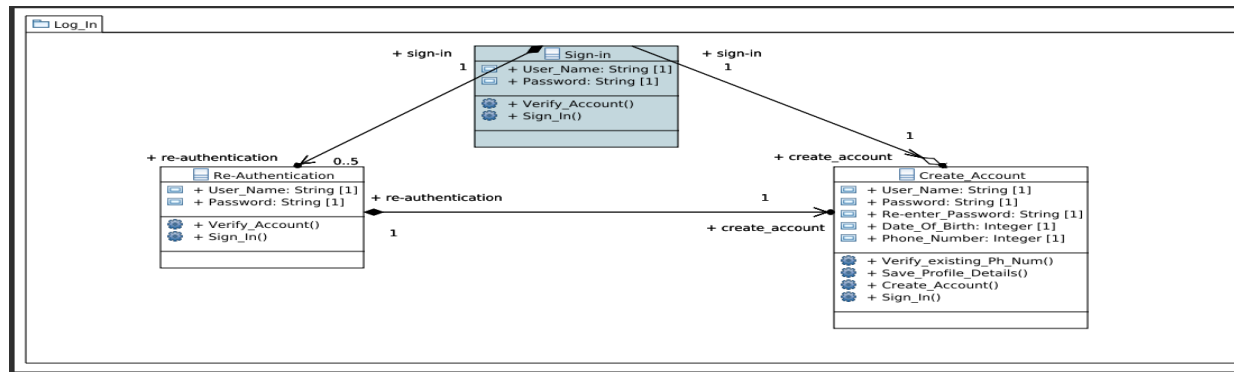 Log_In
+ sign-in
1
Sign-in
+ User_Name: String [1]
+ Password: String [1]
+ Verify_Account()
+ Sign_In()
+ sign-in
1
+ re-authentication
0..5
1
+ create_account
Re-Authentication
+ User_Name: String [1]
+ Password: String [1]
+ Verify_Account()
+ Sign_In()
+ re-authentication
1
1
+ create_account
Create_Account
+ User_Name: String [1]
+ Password: String [1]
+ Re-enter_Password: String [1]
+ Date_Of_Birth: Integer [1]
+ Phone_Number: Integer [1]
+ Verify_existing_Ph_Num()
+ Save_Profile_Details()
+ Create_Account()
+ Sign_In()